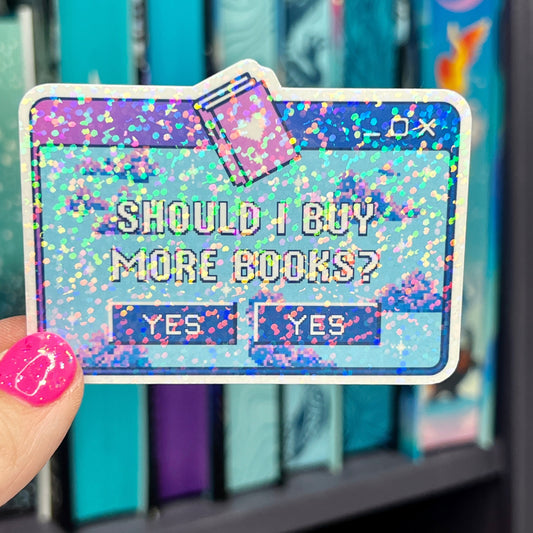 SHOULD I BUY
MORE BOOKS?
YES YES